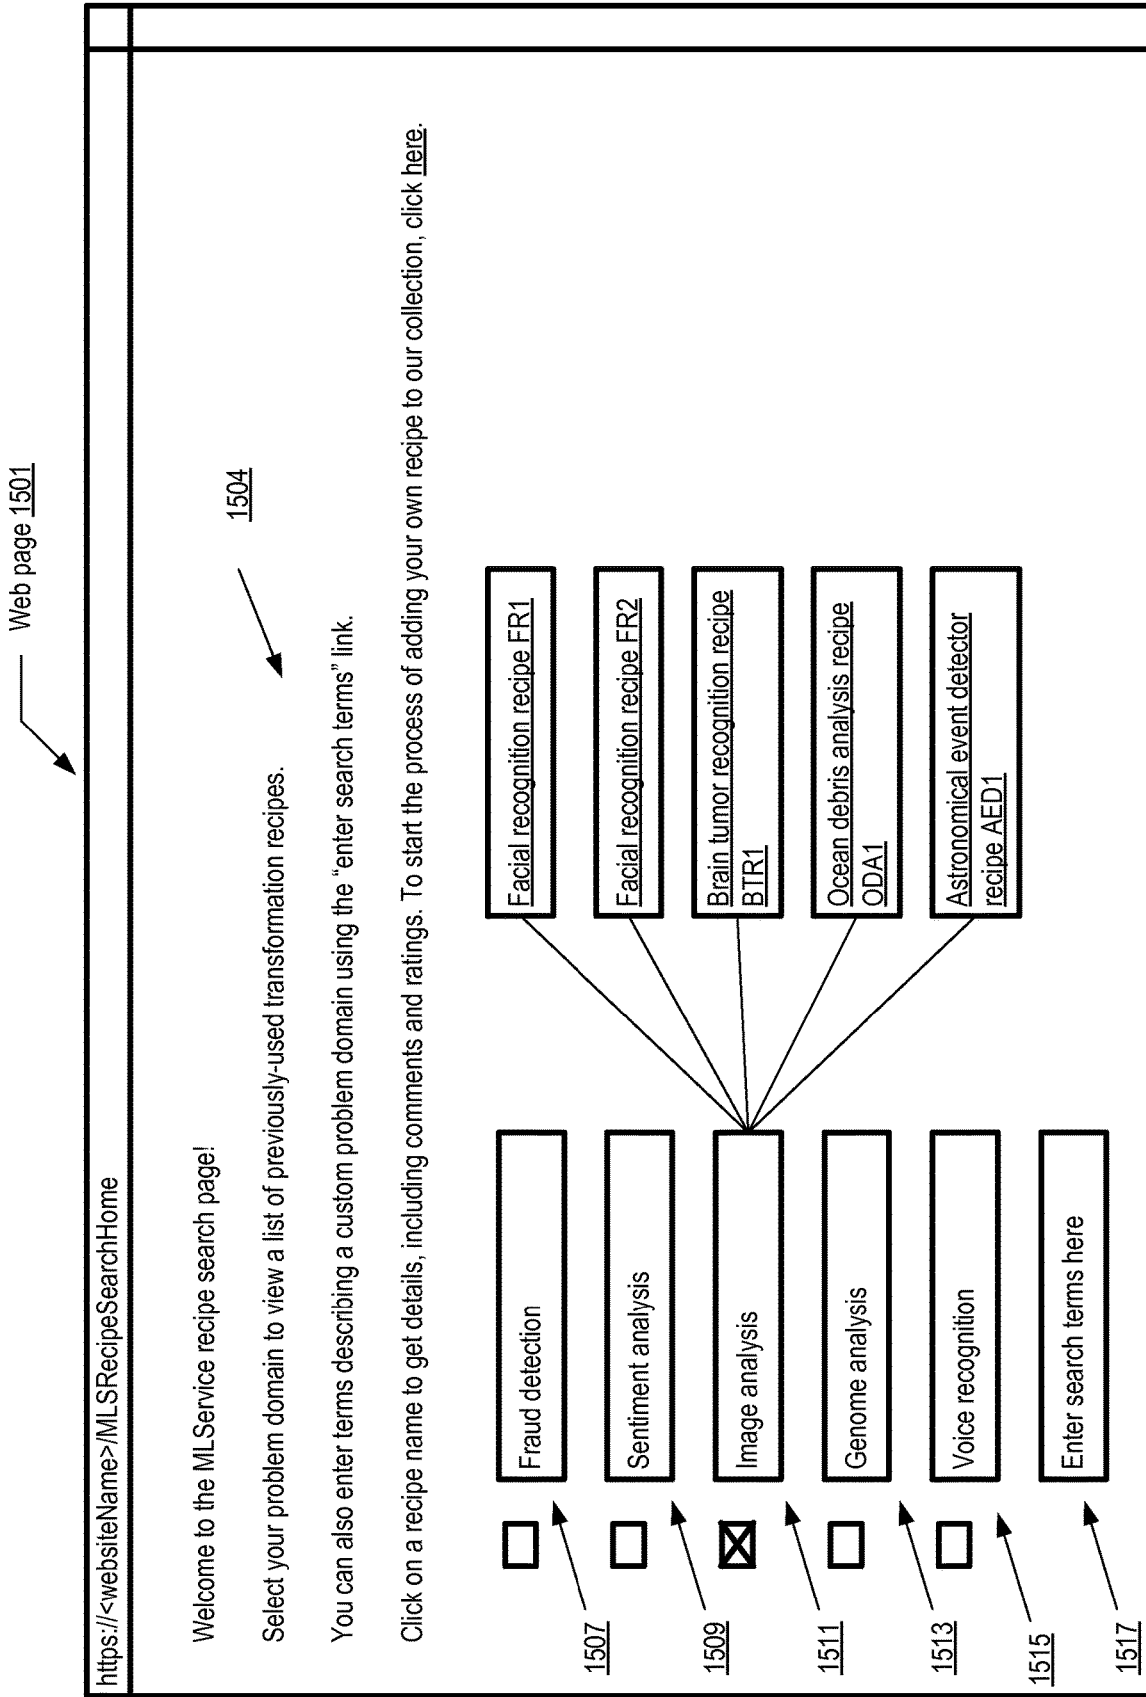 Web page 1501
https://<websiteName>/MLSRecipeSearchHome
Welcome to the MLService recipe search page!
1504
Select your problem domain to view a list of previously-used transformation recipes.
You can also enter terms describing a custom problem domain using the “enter search terms” link.
Click on a recipe name to get details, including comments and ratings. To start the process of adding your own recipe to our collection, click here.
Fraud detection
1507
Sentiment analysis
1509
Image analysis
1511
Genome analysis
1513
Voice recognition
1515
Enter search terms here
1517
Facial recognition recipe FR1
Facial recognition recipe FR2
Brain tumor recognition recipe
BTR1
Ocean debris analysis recipe
ODA1
Astronomical event detector
recipe AED1